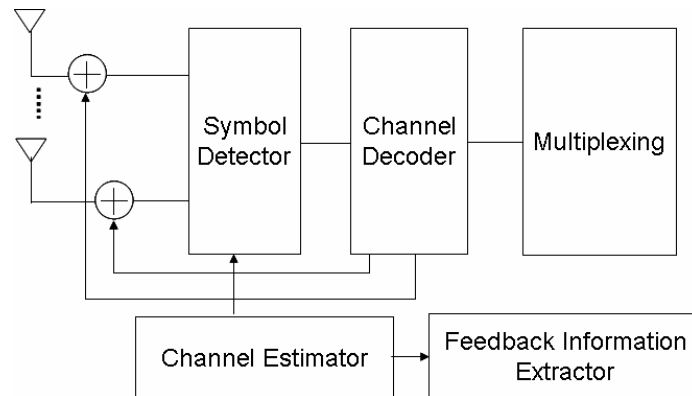 Symbol
Detector
Channel
Decoder
Multiplexing
Channel Estimator
Feedback Information
Extractor